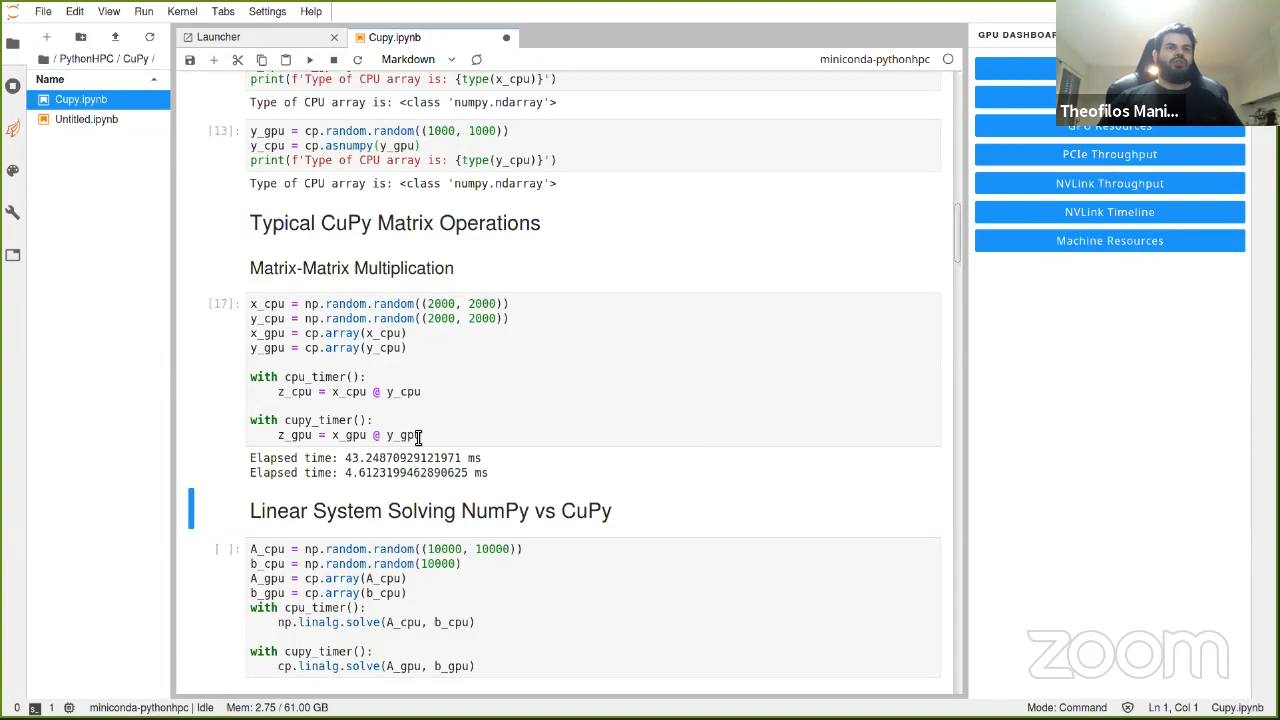 File Edit View Run Kernel Tabs Settings Help
Launcher
Cupy.ipynb
GPU DASHBOA
/ PythonHPC / CuPy /
Markdown
miniconda-pythonhpc
Name
Cupy.ipynb
Untitled.ipynb
print(f'Type of CPU array is: {type(x_cpu)}')
Type of CPU array is: <class 'numpy.ndarray'>
[13]: y_gpu = cp.random.random((1000, 1000))
y_cpu = cp.asnumpy(y_gpu)
print(f'Type of CPU array is: {type(y_cpu)}')
Type of CPU array is: <class 'numpy.ndarray'>
Typical CuPy Matrix Operations
Matrix-Matrix Multiplication
[17]: x_cpu = np.random.random((2000, 2000))
y_cpu = np.random.random((2000, 2000))
x_gpu = cp.array(x_cpu)
y_gpu = cp.array(y_cpu)
with cpu_timer():
z_cpu = x_cpu @ y_cpu
with cupy_timer():
z_gpu = x_gpu @ y_gpu
Elapsed time: 43.24870929121971 ms
Elapsed time: 4.6123199462890625 ms
Linear System Solving NumPy vs CuPy
[ ]: A_cpu = np.random.random((10000, 10000))
b_cpu = np.random.random(10000)
A_gpu = cp.array(A_cpu)
b_gpu = cp.array(b_cpu)
with cpu_timer():
np.linalg.solve(A_cpu, b_cpu)
with cupy_timer():
cp.linalg.solve(A_gpu, b_gpu)
Theofilos Mani...
GPU Resources
PCIe Throughput
NVLink Throughput
NVLink Timeline
Machine Resources
zoom
0 1 miniconda-pythonhpc | Idle Mem: 2.75 / 61.00 GB
Mode: Command Ln 1, Col 1 Cupy.ipynb